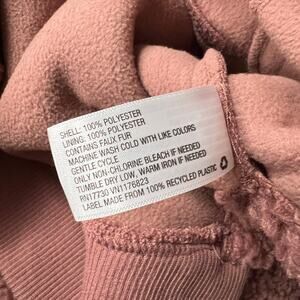 SHELL: 100% POLYESTER
LINING: 100% POLYESTER
CONTAINS FAUX FUR
MACHINE WASH COLD WITH LIKE COLORS
GENTLE CYCLE
ONLY NON-CHLORINE BLEACH IF NEEDED
TUMBLE DRY LOW, WARM IRON IF NEEDED
RN17730 VN1176823
LABEL MADE FROM 100% RECYCLED PLASTIC